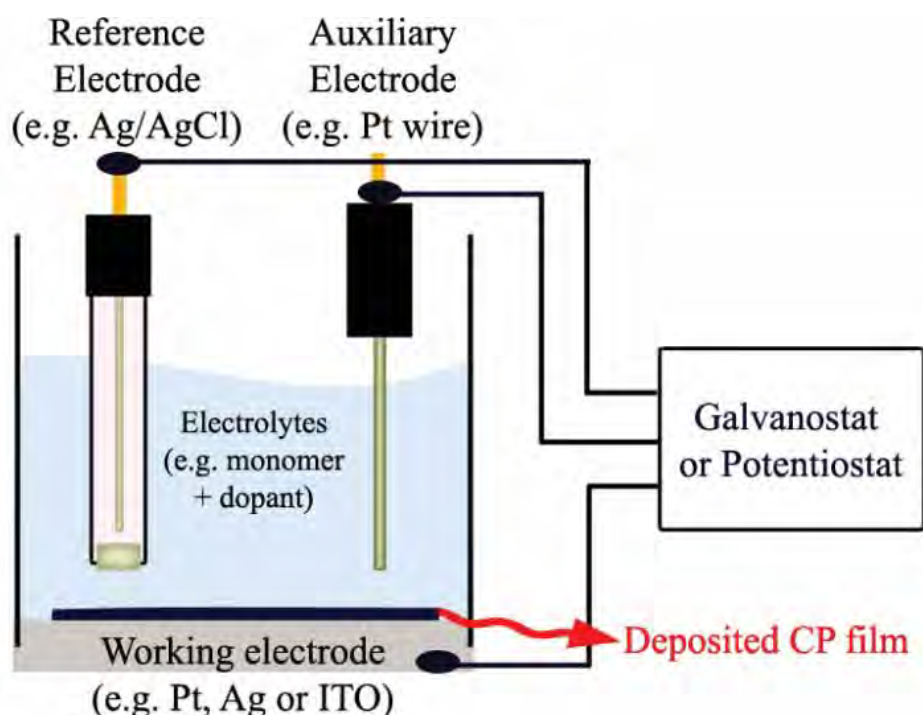 Reference
Electrode
(e.g. Ag/AgCl)
Auxiliary
Electrode
(e.g. Pt wire)
Electrolytes
(e.g. monomer
+ dopant)
Galvanostat
or Potentiostat
Deposited CP film
Working electrode
(e.g. Pt, Ag or ITO)